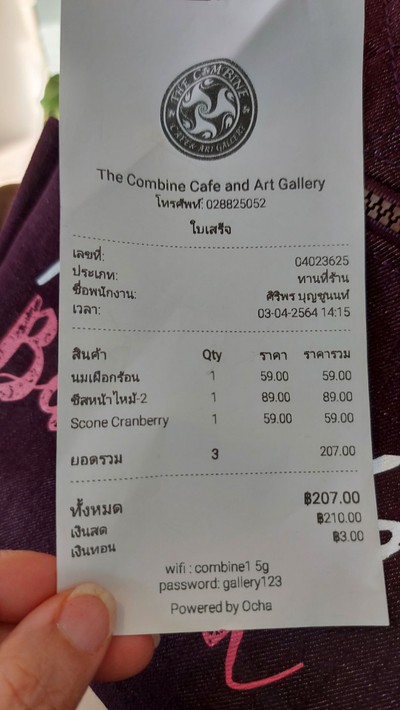 THE COMBINE
CAFE & ART GALLERY
The Combine Cafe and Art Gallery
โทรศัพท์: 028825052
ใบเสร็จ
เลขที่: 04023625
ประเภท: ทานที่ร้าน
ชื่อพนักงาน: ศิริพร บุญชูนนท์
เวลา: 03-04-2564 14:15
สินค้า Qty ราคา ราคารวม
นมเผือกร้อน 1 59.00 59.00
ชีสหน้าไหม้-2 1 89.00 89.00
Scone Cranberry 1 59.00 59.00
ยอดรวม 3 207.00
ทั้งหมด ฿207.00
เงินสด ฿210.00
เงินทอน ฿3.00
wifi : combine1 5g
password: gallery123
Powered by Ocha